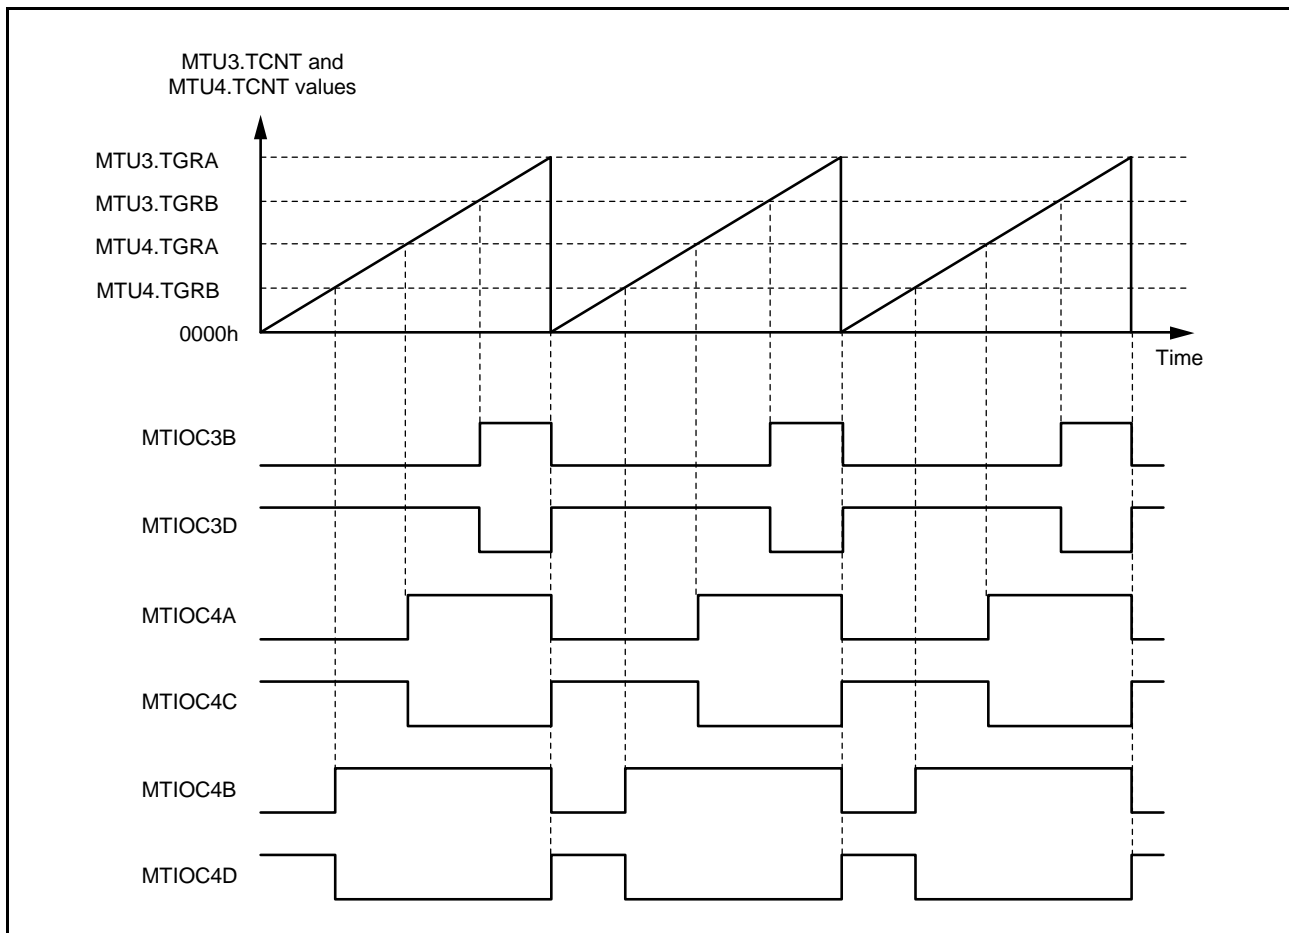 MTU3.TCNT and
MTU4.TCNT values
MTU3.TGRA
MTU3.TGRB
MTU4.TGRA
MTU4.TGRB
0000h
Time
MTIOC3B
MTIOC3D
MTIOC4A
MTIOC4C
MTIOC4B
MTIOC4D